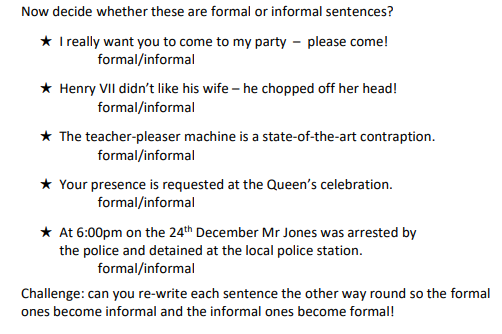 Now decide whether these are formal or informal sentences?
★ I really want you to come to my party – please come!
formal/informal
★ Henry VII didn’t like his wife – he chopped off her head!
formal/informal
★ The teacher-pleaser machine is a state-of-the-art contraption.
formal/informal
★ Your presence is requested at the Queen’s celebration.
formal/informal
★ At 6:00pm on the 24th December Mr Jones was arrested by
the police and detained at the local police station.
formal/informal
Challenge: can you re-write each sentence the other way round so the formal
ones become informal and the informal ones become formal!